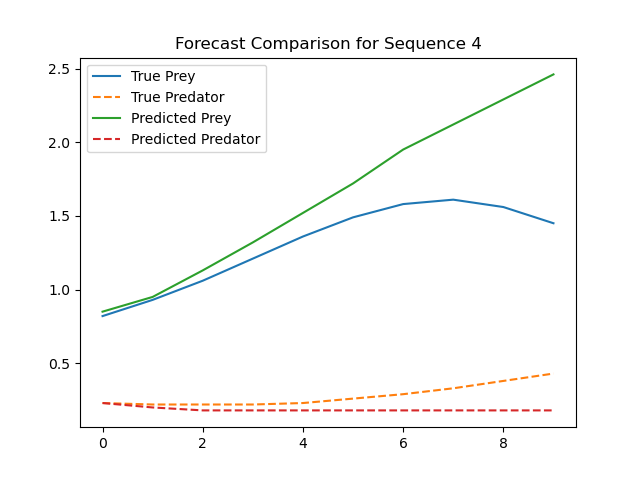 Forecast Comparison for Sequence 4
True Prey
True Predator
Predicted Prey
Predicted Predator
2.5
2.0
1.5
1.0
0.5
0 2 4 6 8